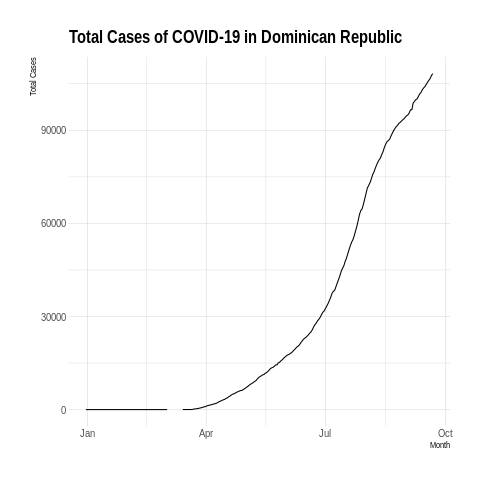 Total Cases of COVID-19 in Dominican Republic
Total Cases
90000
60000
30000
0
Jan Apr Jul Oct
Month